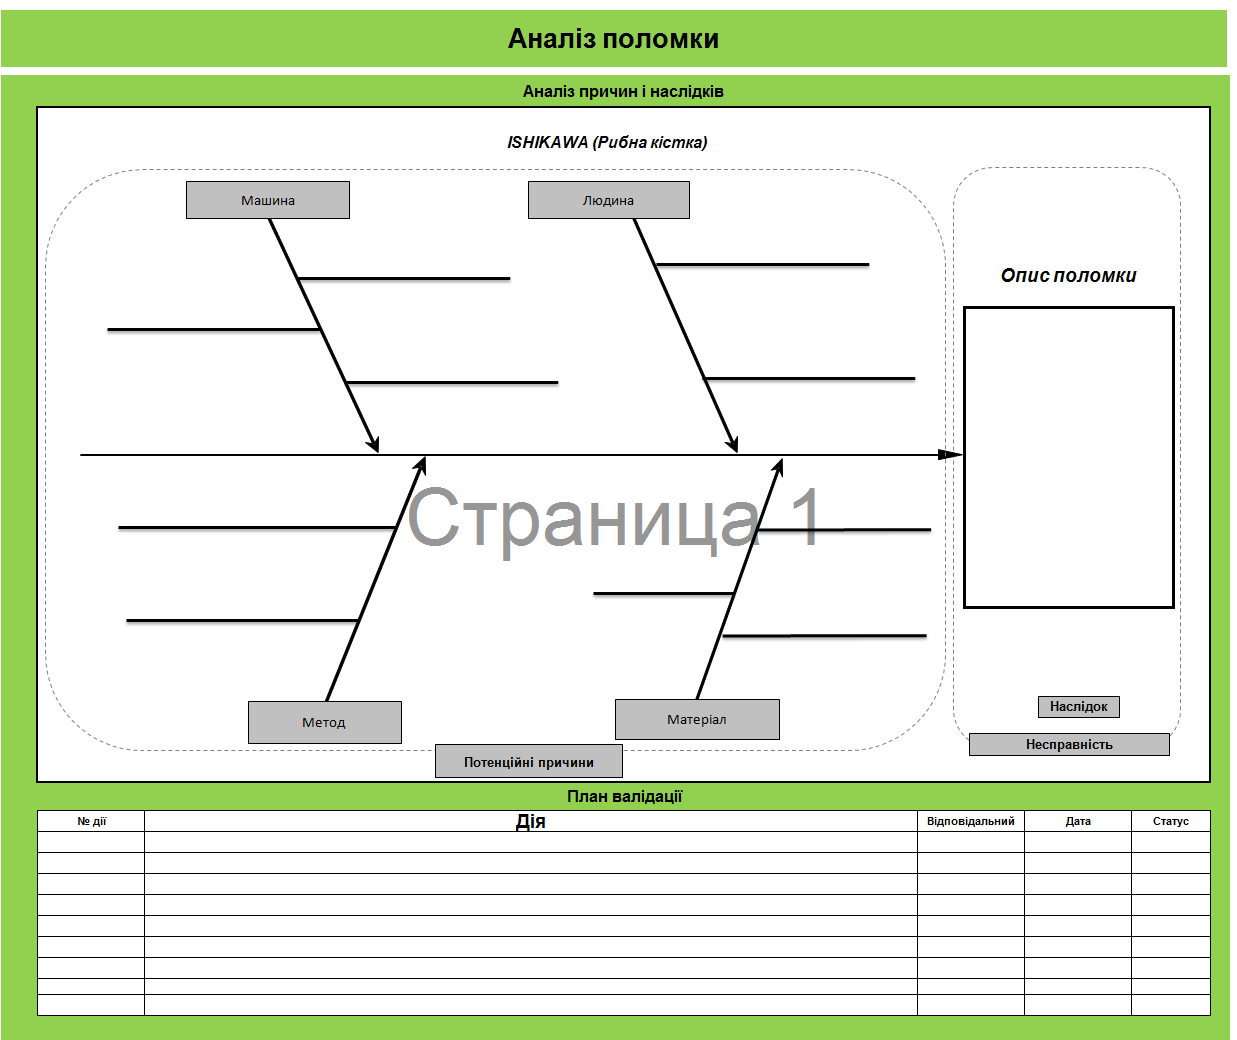 Аналіз поломки
Аналіз причин і наслідків
ISHIKAWA (Рибна кістка)
Машина
Людина
Опис поломки
Страница 1
Метод
Матеріал
Наслідок
Несправність
Потенційні причини
План валідації
№ дії
Дія
Відповідальний
Дата
Статус